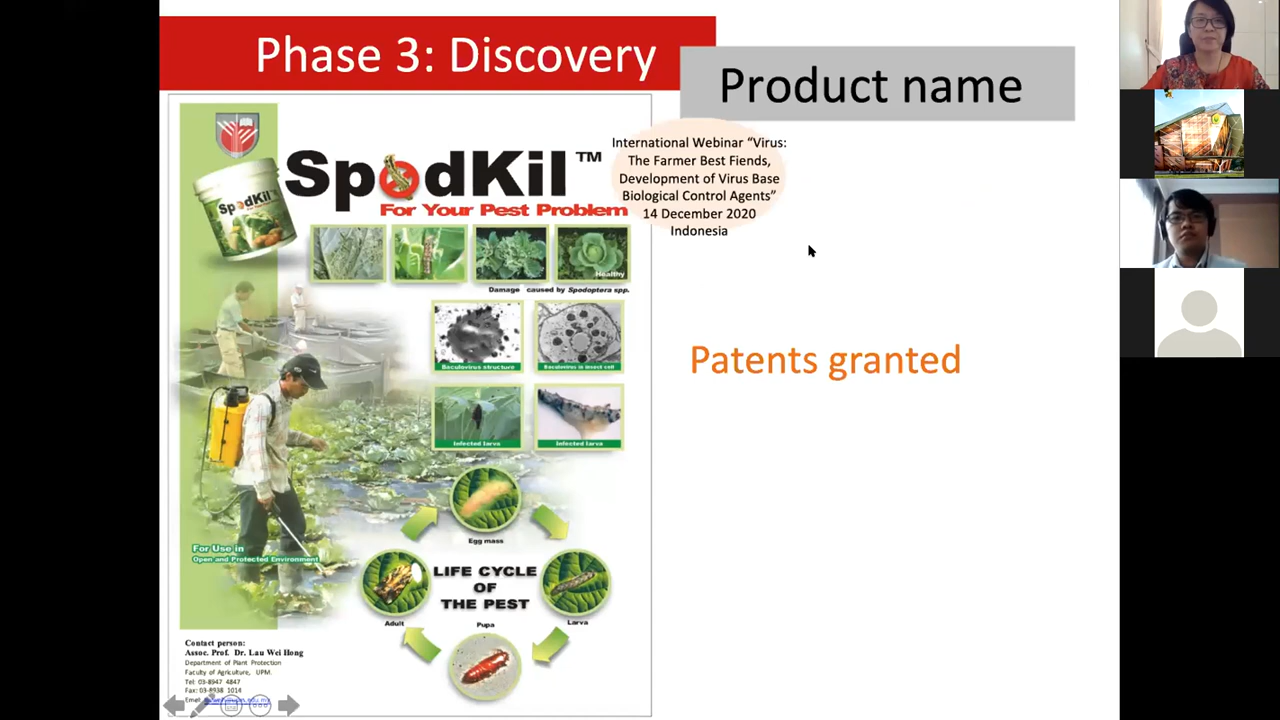 Phase 3: Discovery
Product name
International Webinar “Virus:
The Farmer Best Fiends,
Development of Virus Base
Biological Control Agents”
14 December 2020
Indonesia
SpodKil™
For Your Pest Problem
SpodKil
Healthy
Damage caused by Spodoptera spp.
Baculovirus structure
Baculovirus in insect cell
Infected larva
Infected larva
Patents granted
Egg mass
For Use in
Open and Protected Environment
LIFE CYCLE
OF
THE PEST
Adult
Larva
Pupa
Contact person:
Assoc. Prof. Dr. Lau Wei Hong
Department of Plant Protection
Faculty of Agriculture, UPM.
Tel: 03-8947 4847
Fax: 03-8938 1014